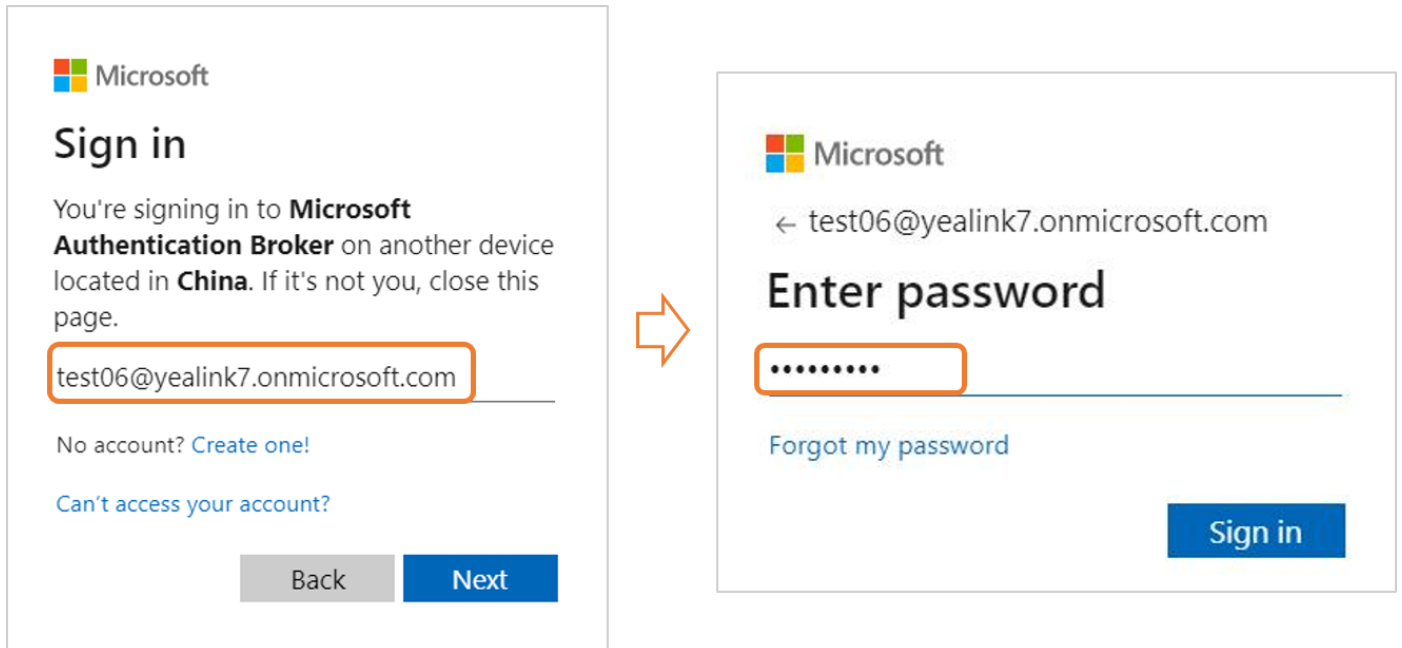 Microsoft
Sign in
You're signing in to Microsoft
Authentication Broker on another device
located in China. If it's not you, close this
page.
test06@yealink7.onmicrosoft.com
No account? Create one!
Can't access your account?
Back
Next
Microsoft
← test06@yealink7.onmicrosoft.com
Enter password
•••••••••
Forgot my password
Sign in